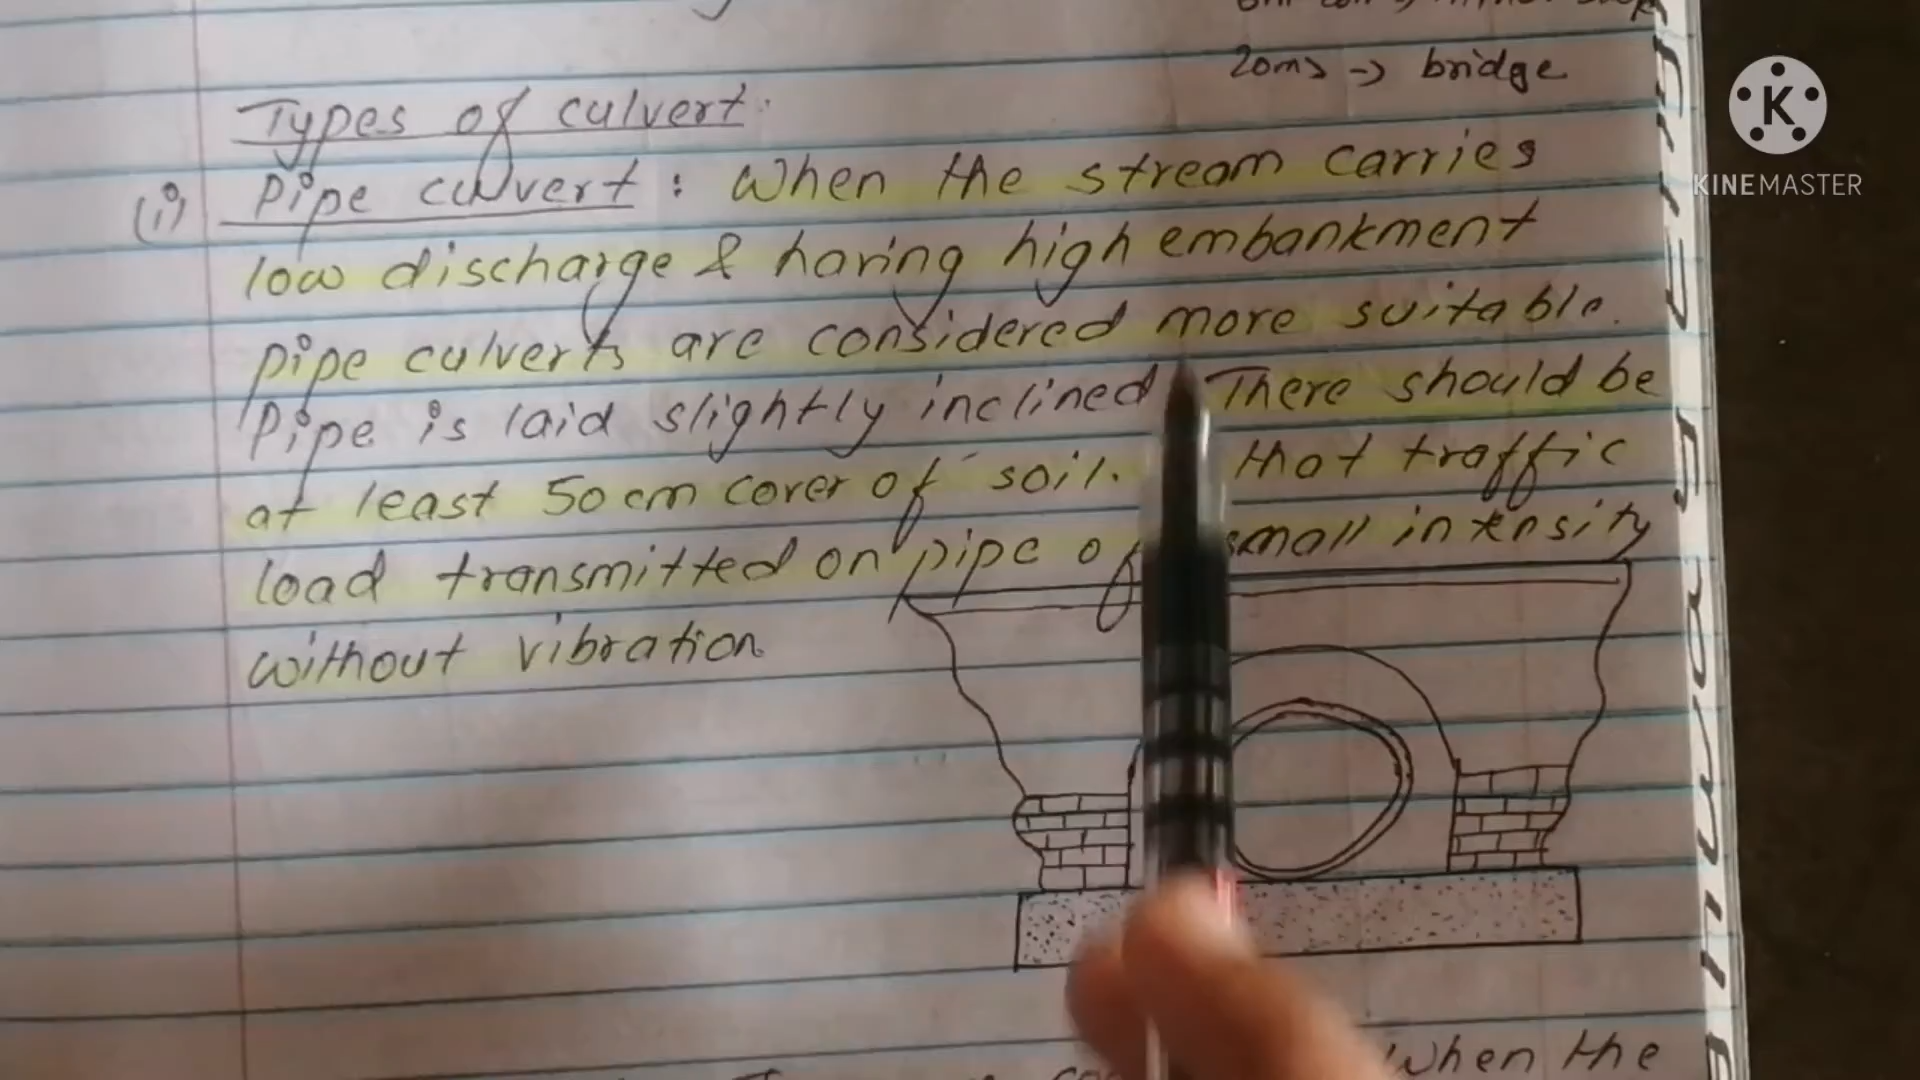 20ms -> bridge
Types of culvert:
(i) Pipe culvert: When the stream carries
low discharge & having high embankment
pipe culverts are considered more suitable.
Pipe is laid slightly inclined There should be
at least 50cm cover of soil. that traffic
load transmitted on pipe of small intensity
without vibration
When the
K
KINEMASTER